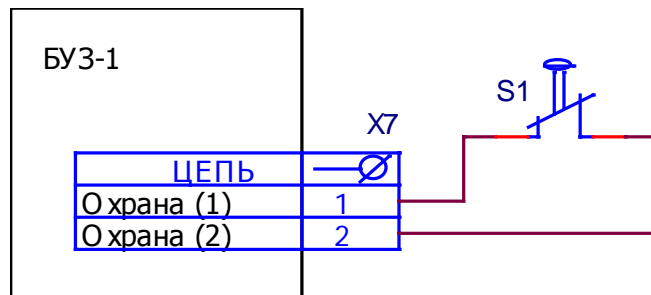 БУЗ-1
S1
X7
ЦЕПЬ
Охрана (1) 1
Охрана (2) 2